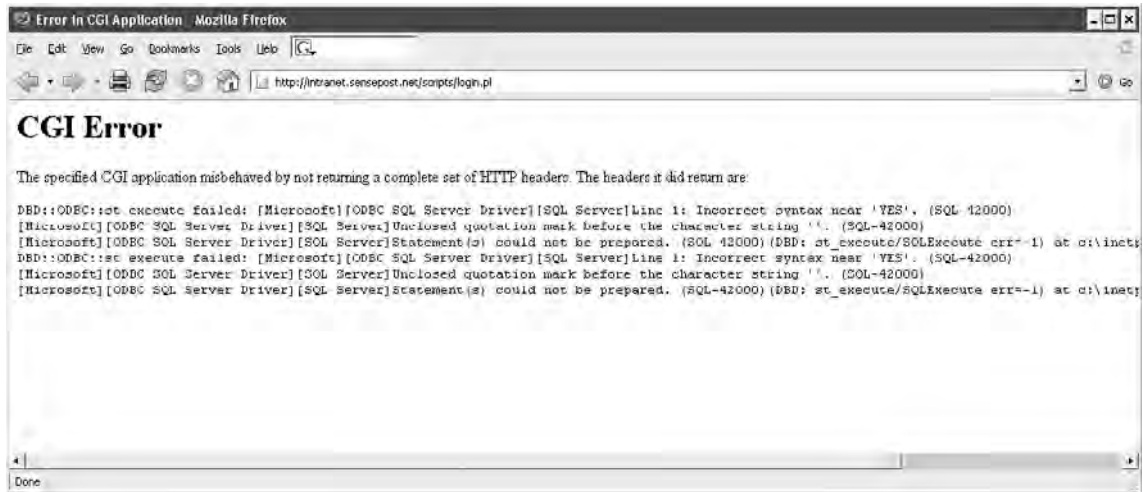 Error in CGI Application Mozilla Firefox
File Edit View Go Bookmarks Tools Help G
http://intranet.sensepost.net/scripts/login.pl Go
CGI Error
The specified CGI application misbehaved by not returning a complete set of HTTP headers. The headers it did return are:
DBD::ODBC::st execute failed: [Microsoft][ODBC SQL Server Driver][SQL Server]Line 1: Incorrect syntax near 'YES'. (SQL-42000)
[Microsoft][ODBC SQL Server Driver][SQL Server]Unclosed quotation mark before the character string ''. (SQL-42000)
[Microsoft][ODBC SQL Server Driver][SQL Server]Statement(s) could not be prepared. (SQL-42000)(DBD: st_execute/SQLExecute err=-1) at c:\inet
DBD::ODBC::st execute failed: [Microsoft][ODBC SQL Server Driver][SQL Server]Line 1: Incorrect syntax near 'YES'. (SQL-42000)
[Microsoft][ODBC SQL Server Driver][SQL Server]Unclosed quotation mark before the character string ''. (SQL-42000)
[Microsoft][ODBC SQL Server Driver][SQL Server]Statement(s) could not be prepared. (SQL-42000)(DBD: st_execute/SQLExecute err=-1) at c:\inet
Done